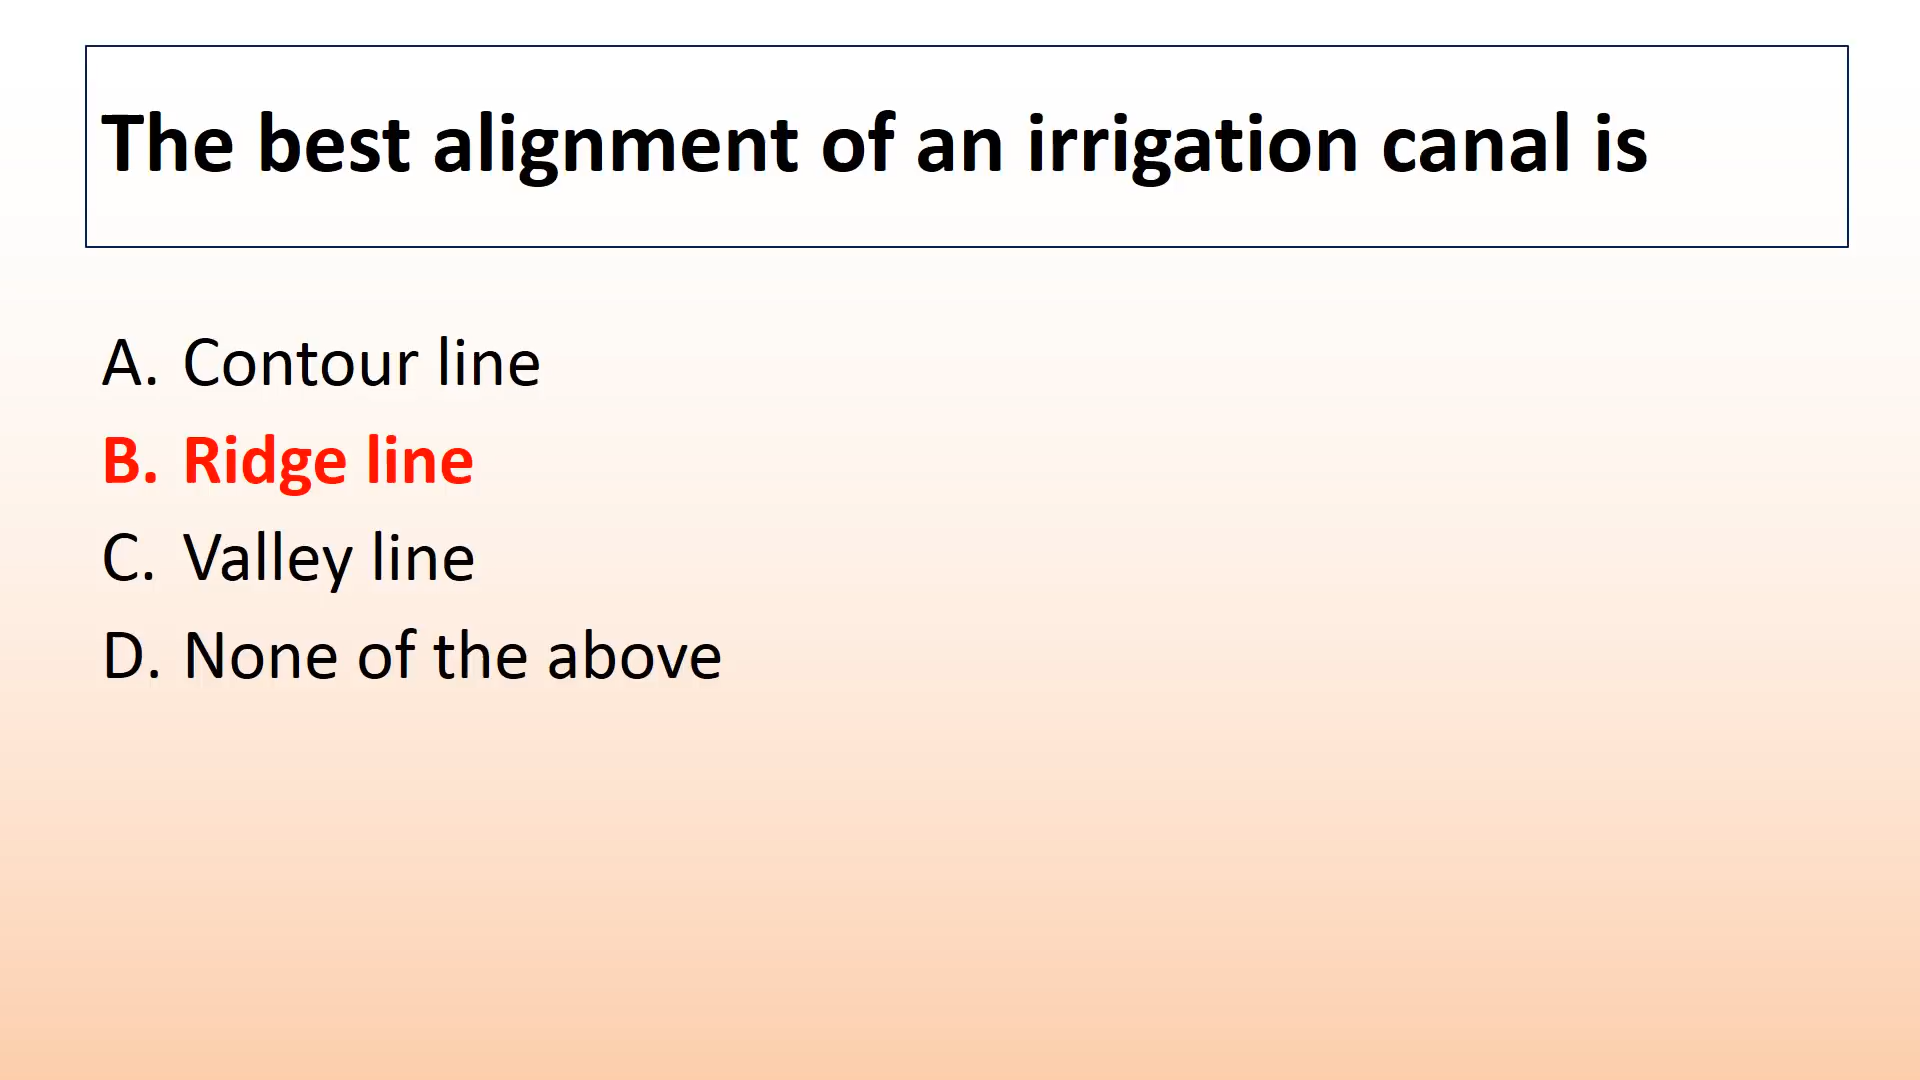 The best alignment of an irrigation canal is
A. Contour line
B. Ridge line
C. Valley line
D. None of the above